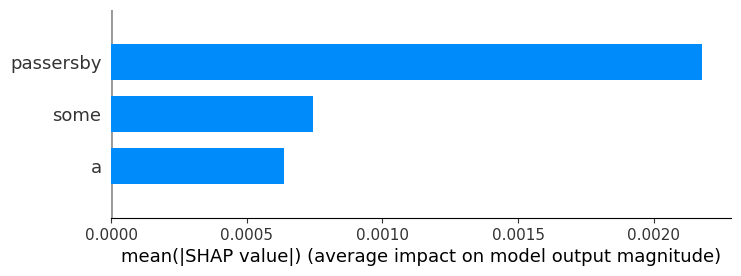 passersby
some
a
0.0000 0.0005 0.0010 0.0015 0.0020
mean(|SHAP value|) (average impact on model output magnitude)